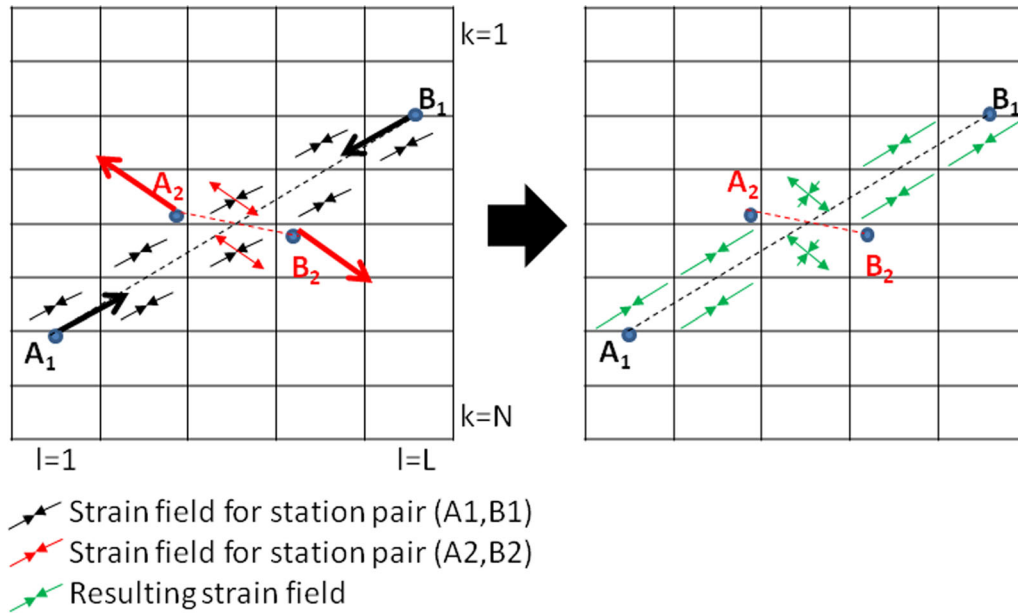 k=1
B₁
A₂
B₂
A₁
k=N
l=1
l=L
B₁
A₂
B₂
A₁
Strain field for station pair (A1,B1)
Strain field for station pair (A2,B2)
Resulting strain field